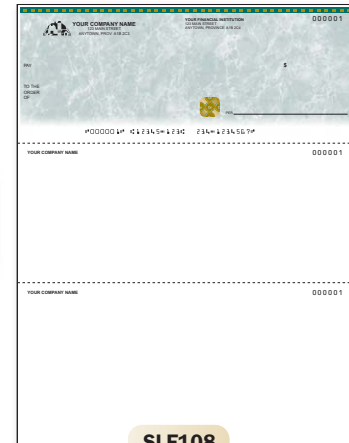 YOUR COMPANY NAME
123 MAIN STREET
ANYTOWN, PROV. A1B 2C3
YOUR FINANCIAL INSTITUTION
123 MAIN STREET
ANYTOWN, PROVINCE A1B 2C3
000001
PAY
$
TO THE
ORDER
OF
PER
⑈000001⑈ ⑆12345⑉123⑆ 234⑉1234567⑈
YOUR COMPANY NAME 000001
YOUR COMPANY NAME 000001
SLF108